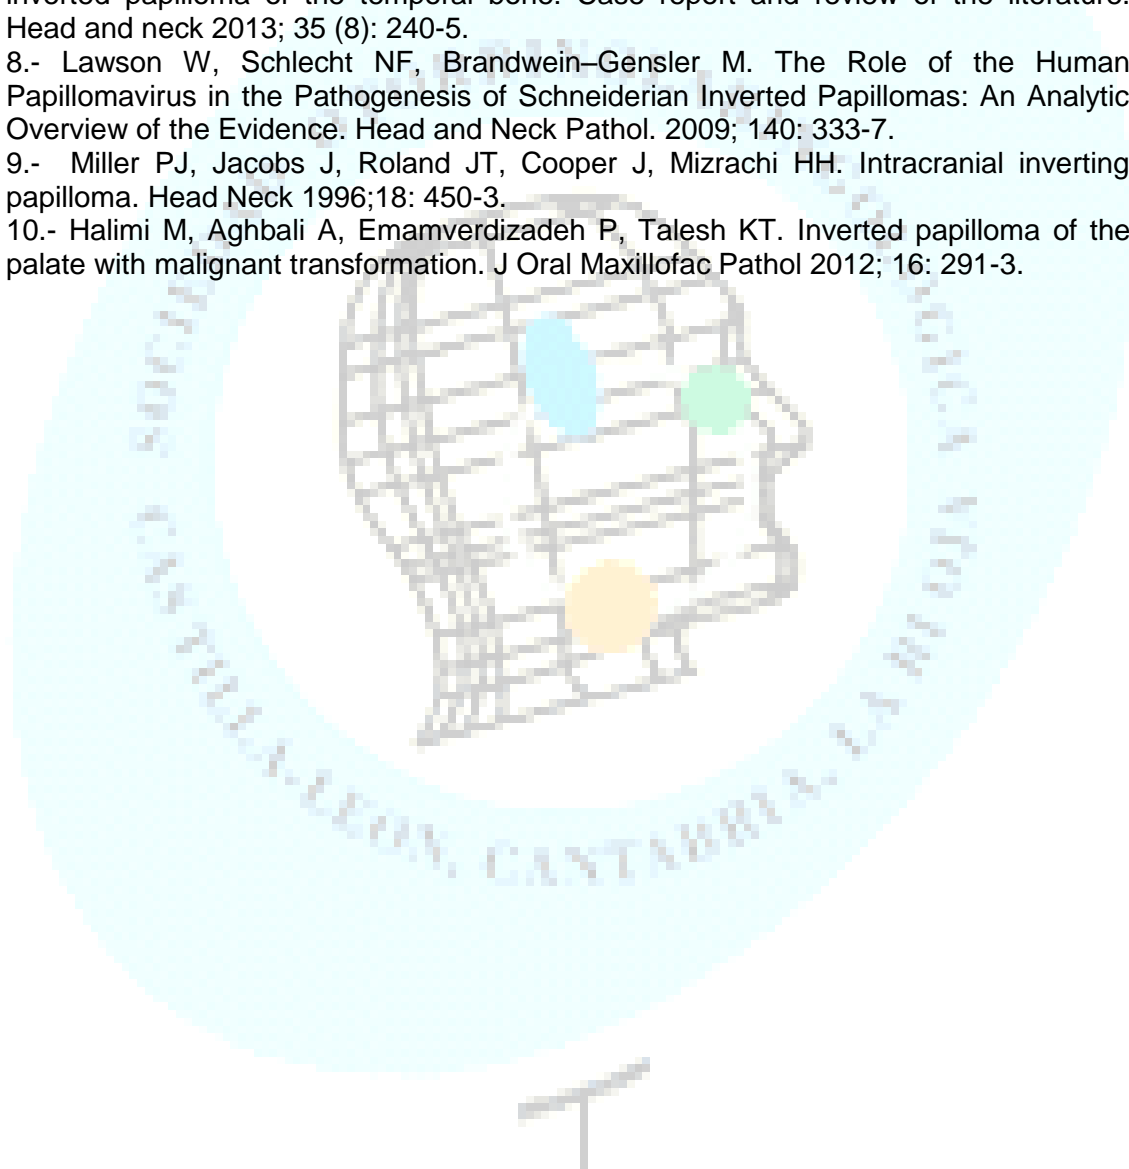 inverted papilloma of the temporal bone. Case report and review of the literature.
Head and neck 2013; 35 (8): 240-5.
8.- Lawson W, Schlecht NF, Brandwein–Gensler M. The Role of the Human
Papillomavirus in the Pathogenesis of Schneiderian Inverted Papillomas: An Analytic
Overview of the Evidence. Head and Neck Pathol. 2009; 140: 333-7.
9.- Miller PJ, Jacobs J, Roland JT, Cooper J, Mizrachi HH. Intracranial inverting
papilloma. Head Neck 1996;18: 450-3.
10.- Halimi M, Aghbali A, Emamverdizadeh P, Talesh KT. Inverted papilloma of the
palate with malignant transformation. J Oral Maxillofac Pathol 2012; 16: 291-3.
CASTILLA-LEON, CANTABRIA, LA RIOJA